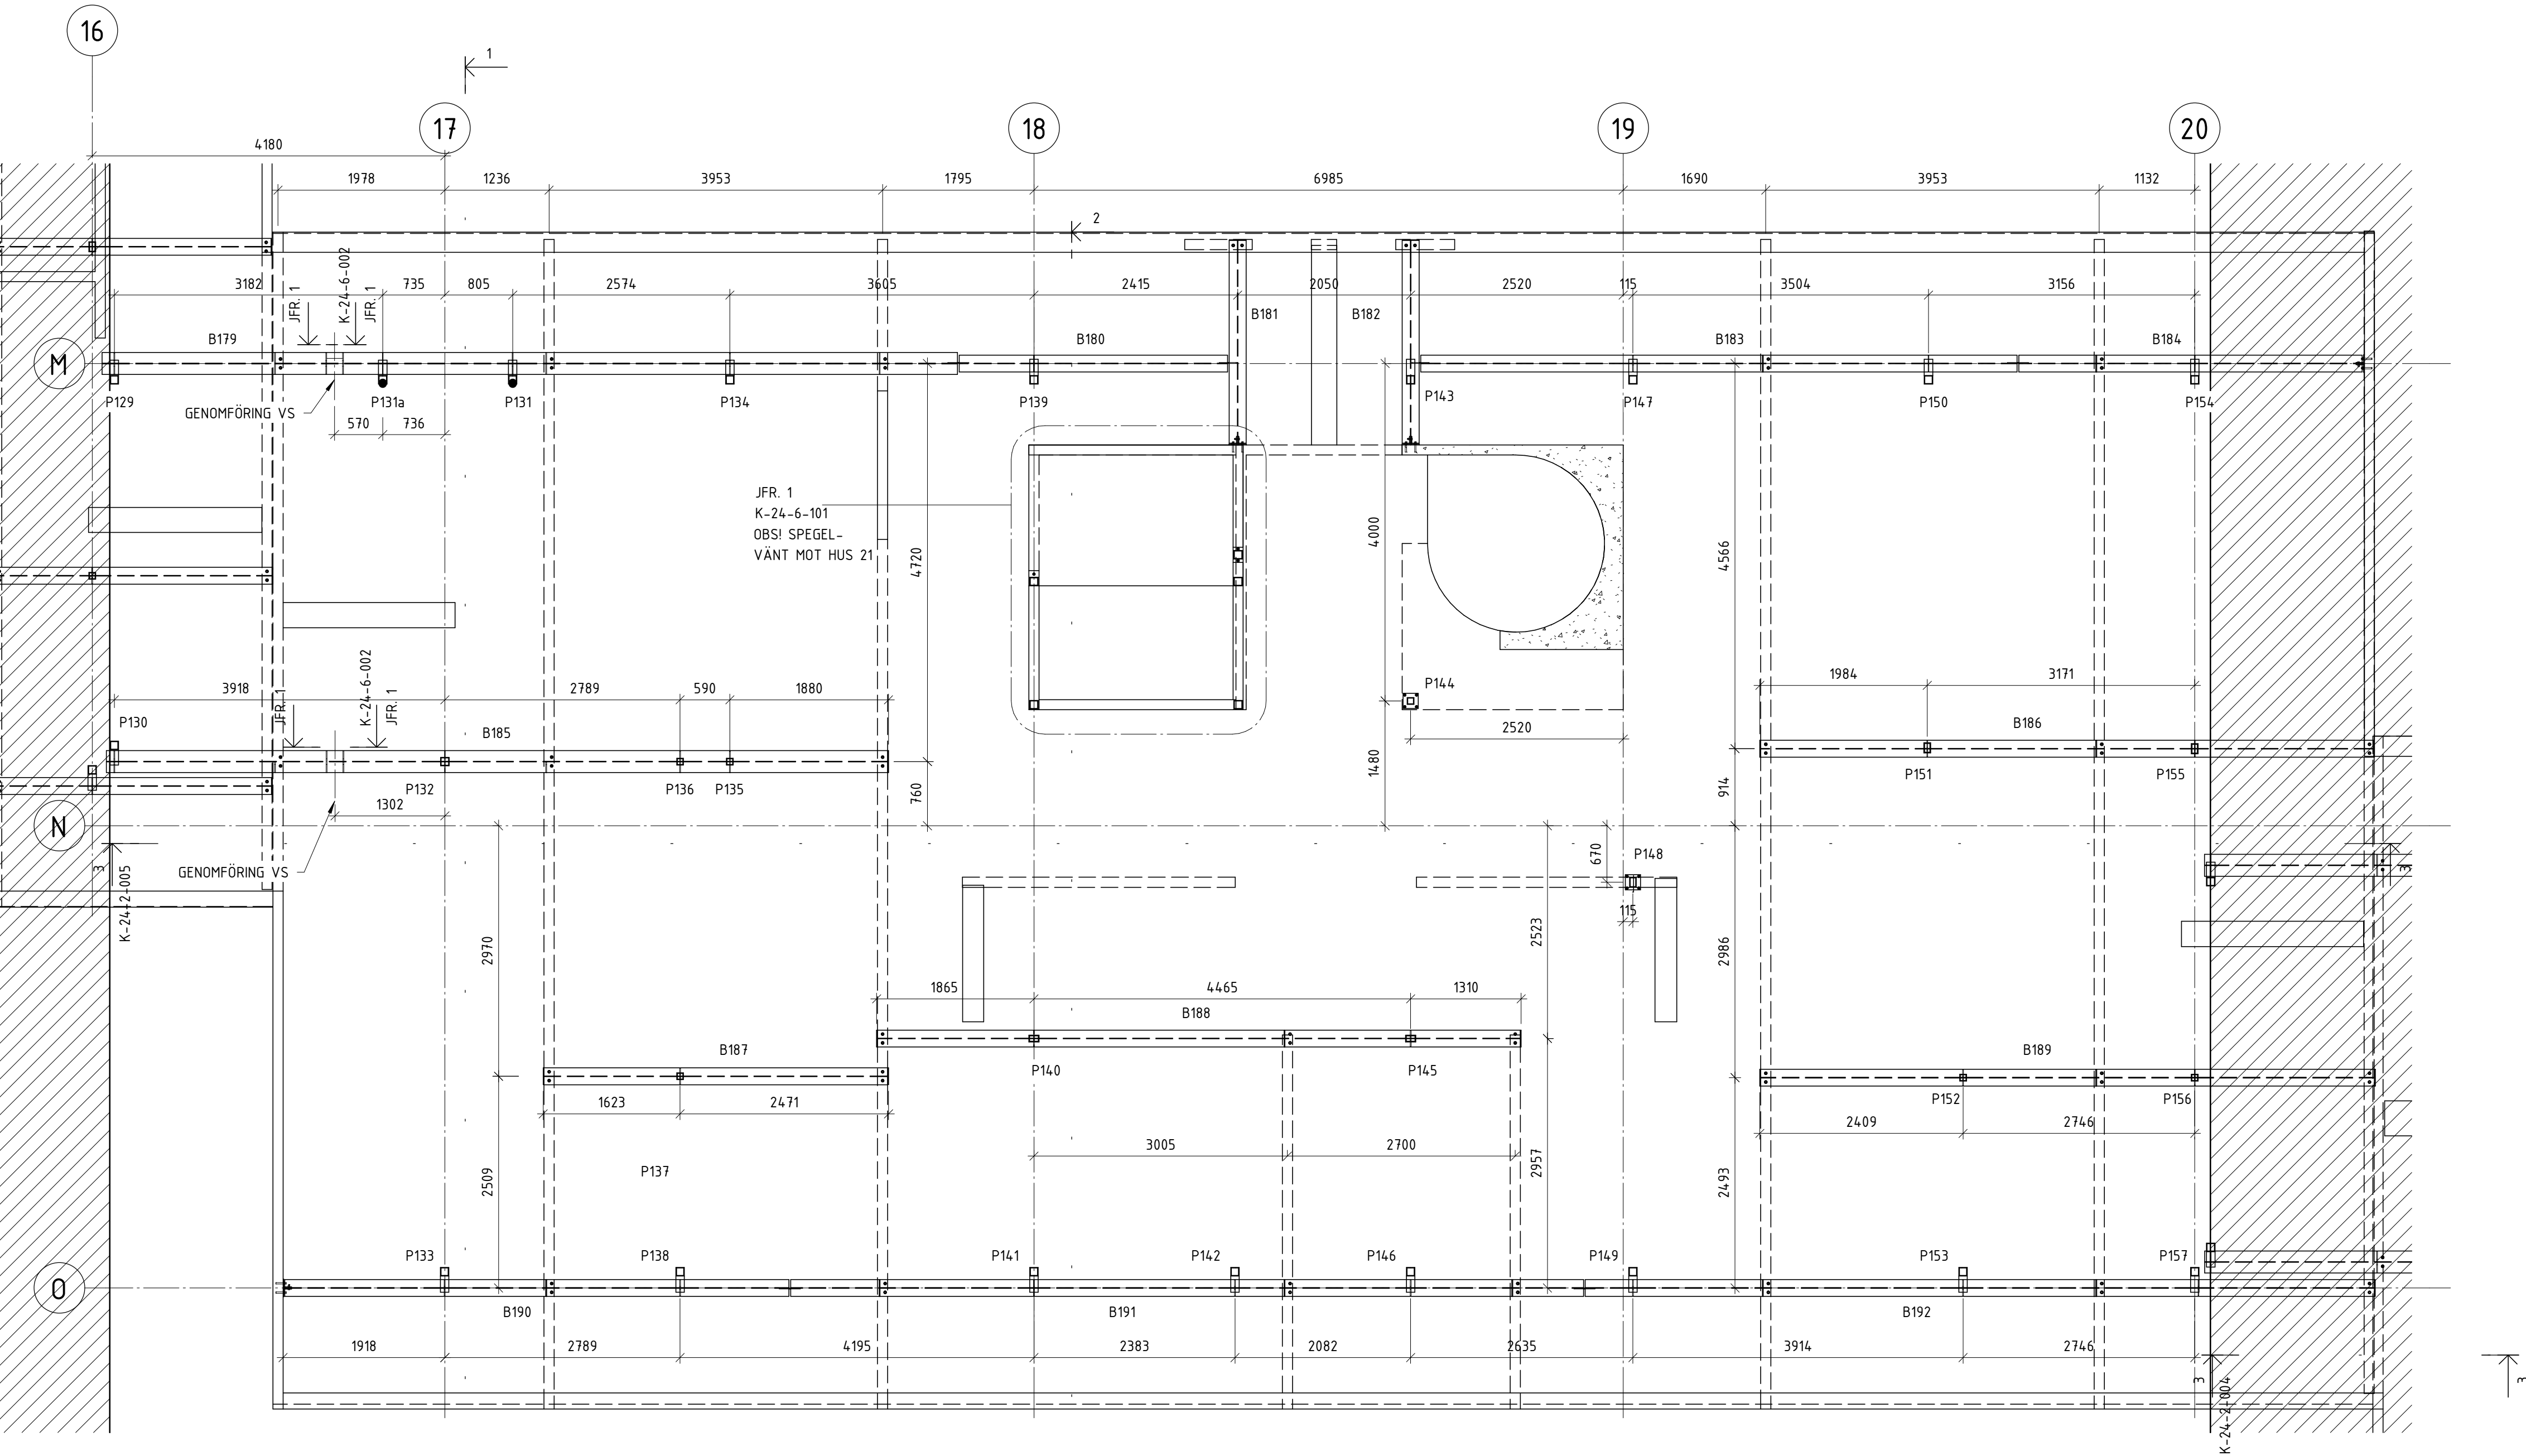 16
1
17
18
19
20
4180
1978
1236
3953
1795
6985
1690
3953
1132
2
3182
735
805
2574
3605
2415
2050
2520
115
3504
3156
JFR. 1
K-24-6-002
JFR. 1
B179
B180
B181
B182
B183
B184
M
P129
P131a
P131
P134
P139
P143
P147
P150
P154
GENOMFÖRING VS
570
736
JFR. 1
K-24-6-101
OBS! SPEGEL-
VÄNT MOT HUS 21
4720
4000
4566
3918
2789
590
1880
JFR. 1
K-24-6-002
JFR. 1
P144
1984
3171
P130
B185
2520
B186
P132
P136
P135
P151
P155
1302
760
1480
914
N
3
K-24-2-005
GENOMFÖRING VS
670
P148
115
3
2970
2523
2986
1865
4465
1310
B188
B187
B189
P140
P145
1623
2471
P152
P156
2409
2746
3005
2700
P137
2509
2957
2493
P133
P138
P141
P142
P146
P149
P153
P157
O
B190
B191
B192
1918
2789
4195
2383
2082
2635
3914
2746
3
K-24-2-004
3